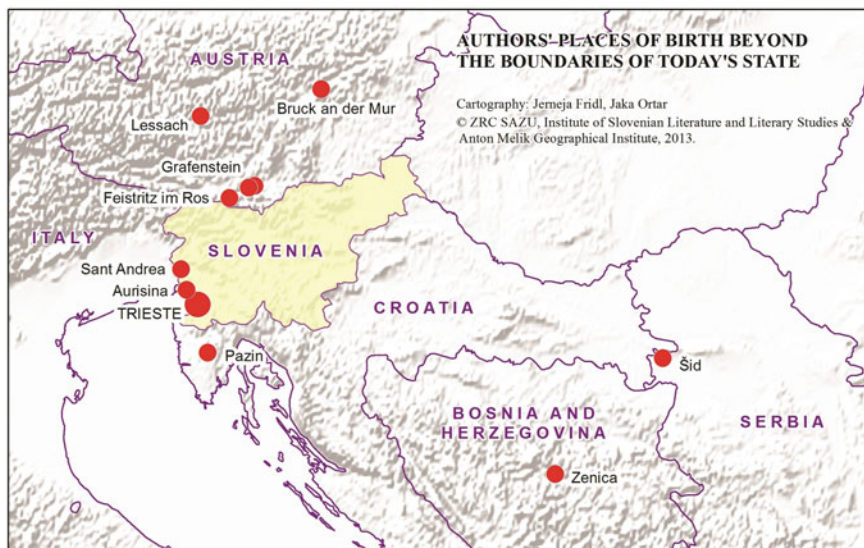 AUTHORS' PLACES OF BIRTH BEYOND
THE BOUNDARIES OF TODAY'S STATE
Cartography: Jerneja Fridl, Jaka Ortar
© ZRC SAZU, Institute of Slovenian Literature and Literary Studies &
Anton Melik Geographical Institute, 2013.
AUSTRIA
Bruck an der Mur
Lessach
Grafenstein
Feistritz im Ros
ITALY
SLOVENIA
Sant Andrea
Aurisina
TRIESTE
CROATIA
Pazin
Šid
BOSNIA AND
HERZEGOVINA
SERBIA
Zenica